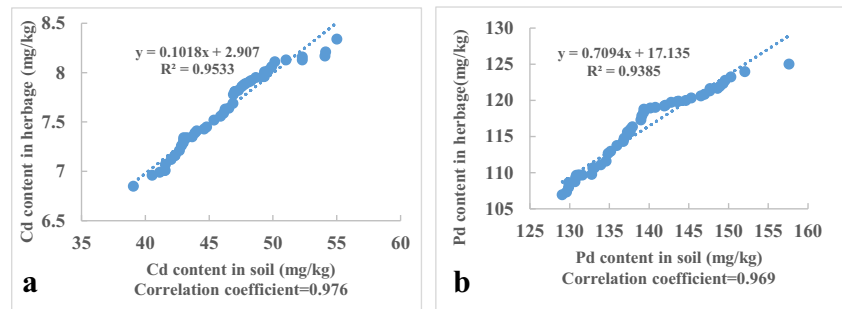 Cd content in herbage (mg/kg)
8.5
8
7.5
7
6.5
y = 0.1018x + 2.907
R² = 0.9533
35 40 45 50 55 60
Cd content in soil (mg/kg)
Correlation coefficient=0.976
a
Pd content in herbage(mg/kg)
130
125
120
115
110
105
y = 0.7094x + 17.135
R² = 0.9385
125 130 135 140 145 150 155 160
Pd content in soil (mg/kg)
Correlation coefficient=0.969
b